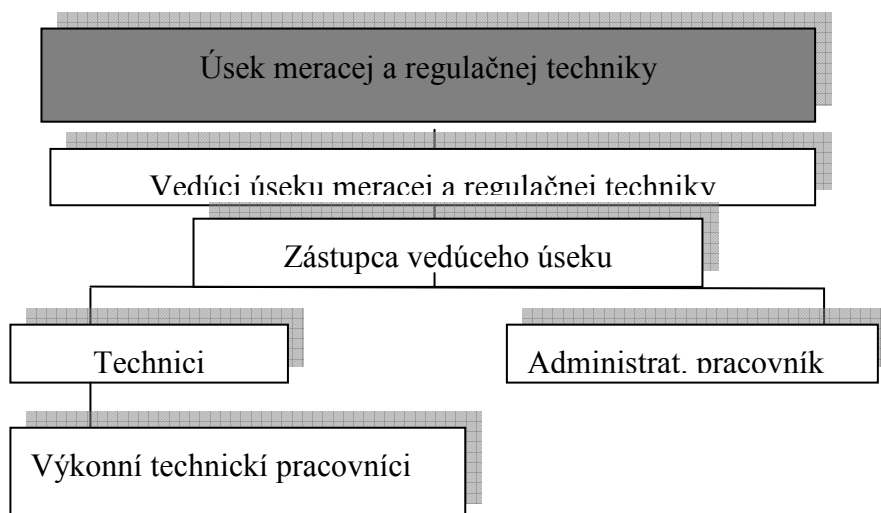 Úsek meracej a regulačnej techniky
Vedúci úseku meracej a regulačnej techniky
Zástupca vedúceho úseku
Technici
Administrat. pracovník
Výkonní technickí pracovníci